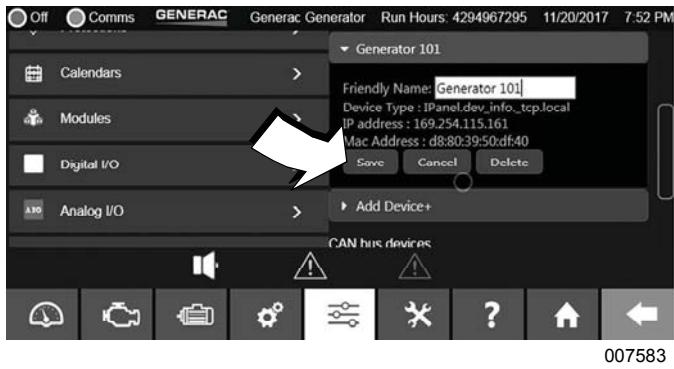 Off Comms GENERAC Generac Generator Run Hours: 4294967295 11/20/2017 7:52 PM
Protections
Generator 101
Calendars
Friendly Name: Generator 101
Device Type : IPanel.dev_info._tcp.local
Modules
IP address : 169.254.115.161
Mac Address : d8:80:39:50:df:40
Digital I/O
Save Cancel Delete
Analog I/O
Add Device+
CAN bus devices
?
007583